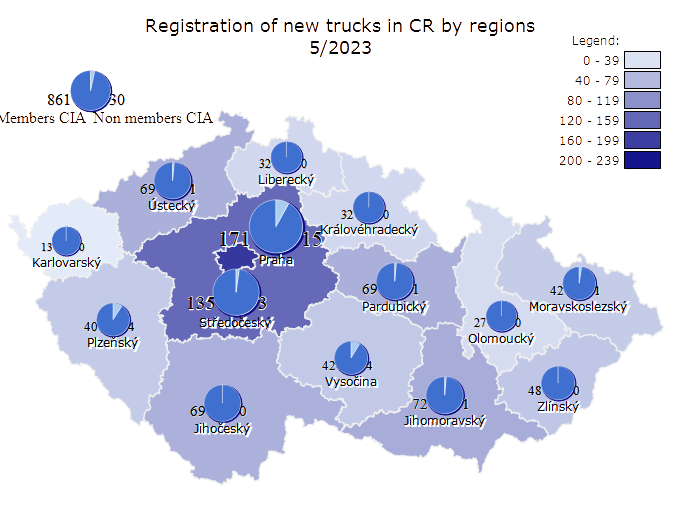 Registration of new trucks in CR by regions
5/2023
Legend:
0 - 39
40 - 79
80 - 119
120 - 159
160 - 199
200 - 239
861 30
Members CIA Non members CIA
32 0
Liberecký
69 1
Ústecký
32 0
Královéhradecký
171 15
Praha
13 0
Karlovarský
69 1
Pardubický
42 1
Moravskoslezský
135 3
Středočeský
40 4
Plzeňský
27 0
Olomoucký
42 4
Vysočina
48 0
Zlínský
72 1
Jihomoravský
69 0
Jihočeský